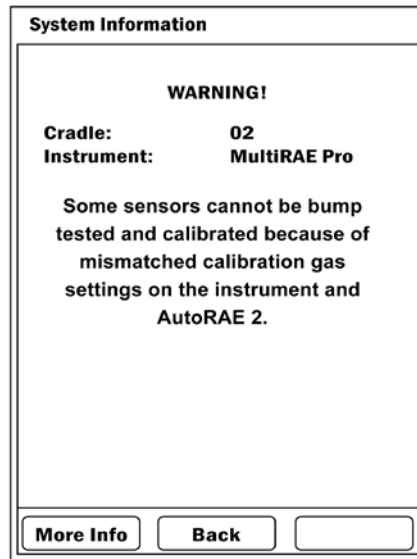 System Information
WARNING!
Cradle: 02
Instrument: MultiRAE Pro
Some sensors cannot be bump
tested and calibrated because of
mismatched calibration gas
settings on the instrument and
AutoRAE 2.
More Info Back